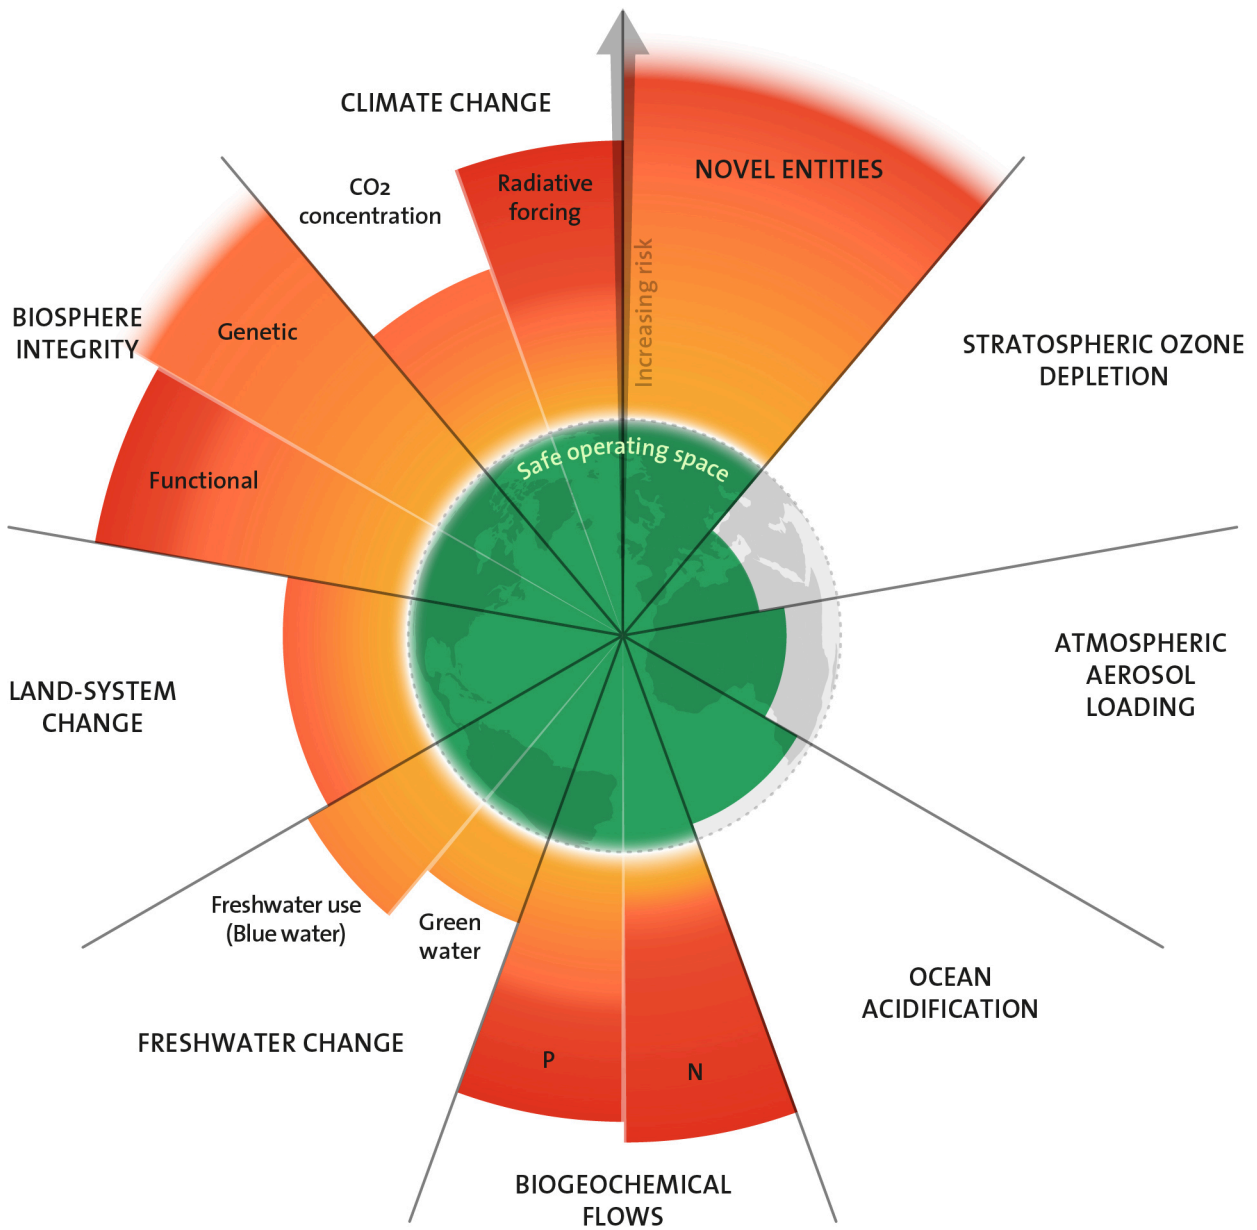 CLIMATE CHANGE
CO2
concentration
Radiative
forcing
NOVEL ENTITIES
Increasing risk
STRATOSPHERIC OZONE
DEPLETION
BIOSPHERE
INTEGRITY
Genetic
Functional
Safe operating space
ATMOSPHERIC
AEROSOL
LOADING
LAND-SYSTEM
CHANGE
Freshwater use
(Blue water)
Green
water
FRESHWATER CHANGE
P
N
OCEAN
ACIDIFICATION
BIOGEOCHEMICAL
FLOWS